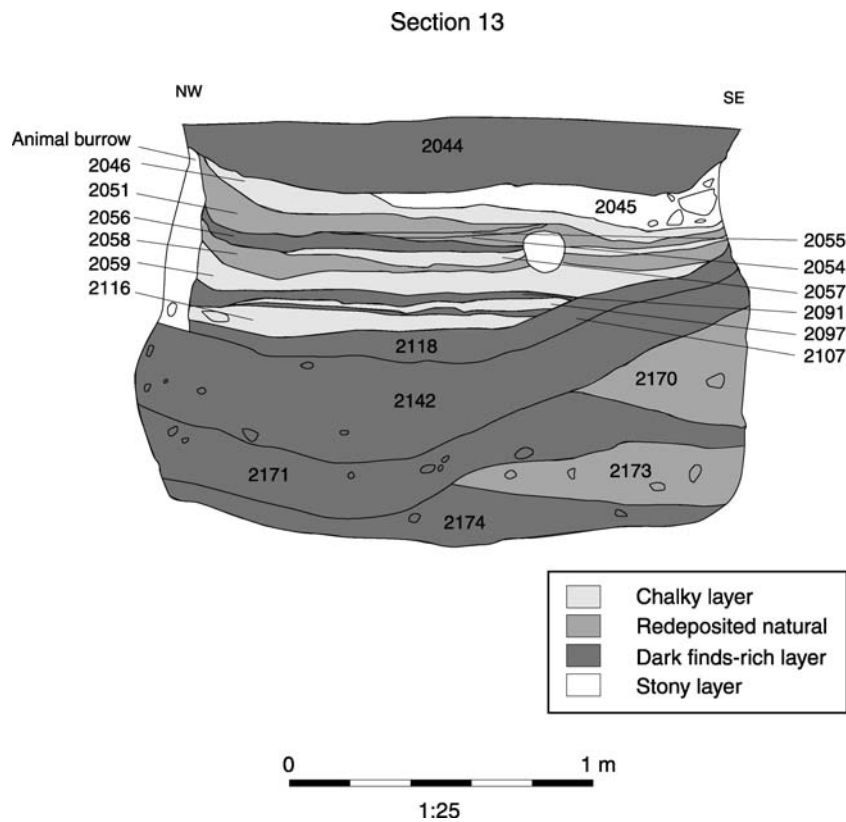 Section 13
NW
SE
Animal burrow
2046
2051
2056
2058
2059
2116
2044
2045
2055
2054
2057
2091
2097
2107
2118
2142
2170
2171
2173
2174
Chalky layer
Redeposited natural
Dark finds-rich layer
Stony layer
0 1 m
1:25